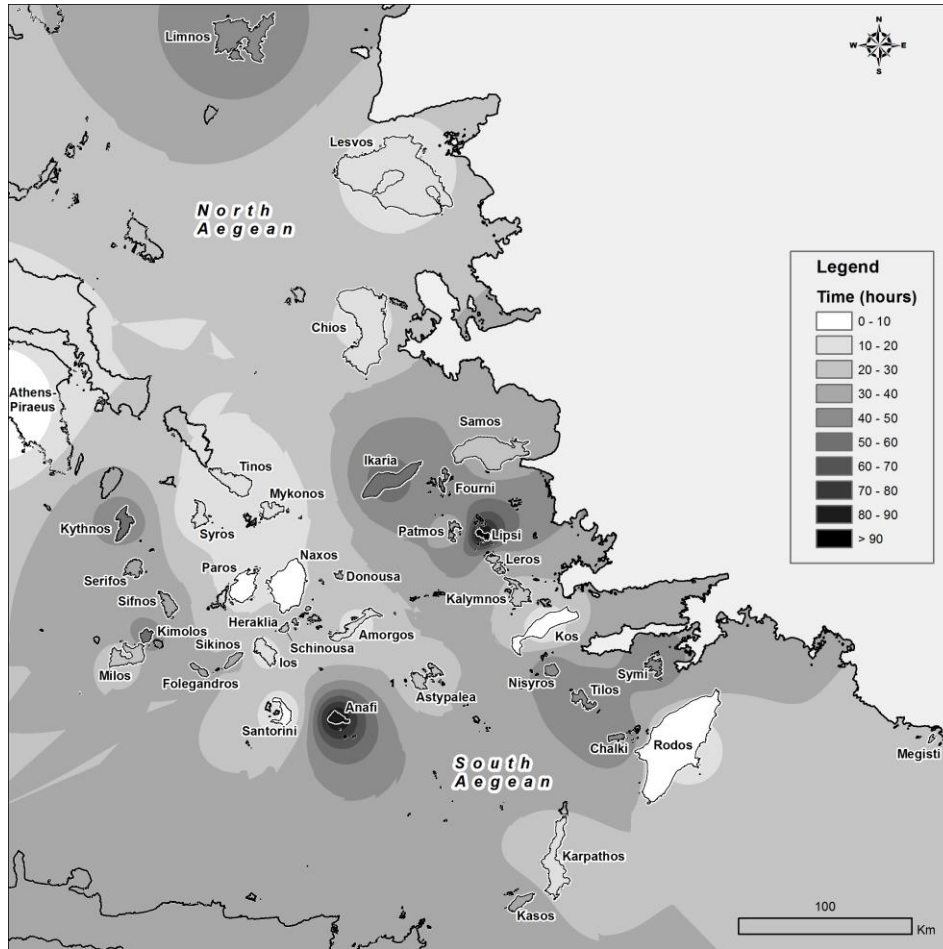 N
W E
S
Limnos
Lesvos
North
Aegean
Legend
Time (hours)
0 - 10
10 - 20
20 - 30
30 - 40
40 - 50
50 - 60
60 - 70
70 - 80
80 - 90
> 90
Chios
Athens-
Piraeus
Samos
Ikaria
Tinos
Fourni
Mykonos
Kythnos
Syros
Patmos
Lipsi
Naxos
Leros
Paros
Donousa
Serifos
Kalymnos
Sifnos
Heraklia
Amorgos
Kimolos
Kos
Schinousa
Sikinos
Ios
Milos
Folegandros
Nisyros
Symi
Astypalea
Tilos
Anafi
Santorini
Chalki
Rodos
Megisti
South
Aegean
Karpathos
Kasos
100
Km